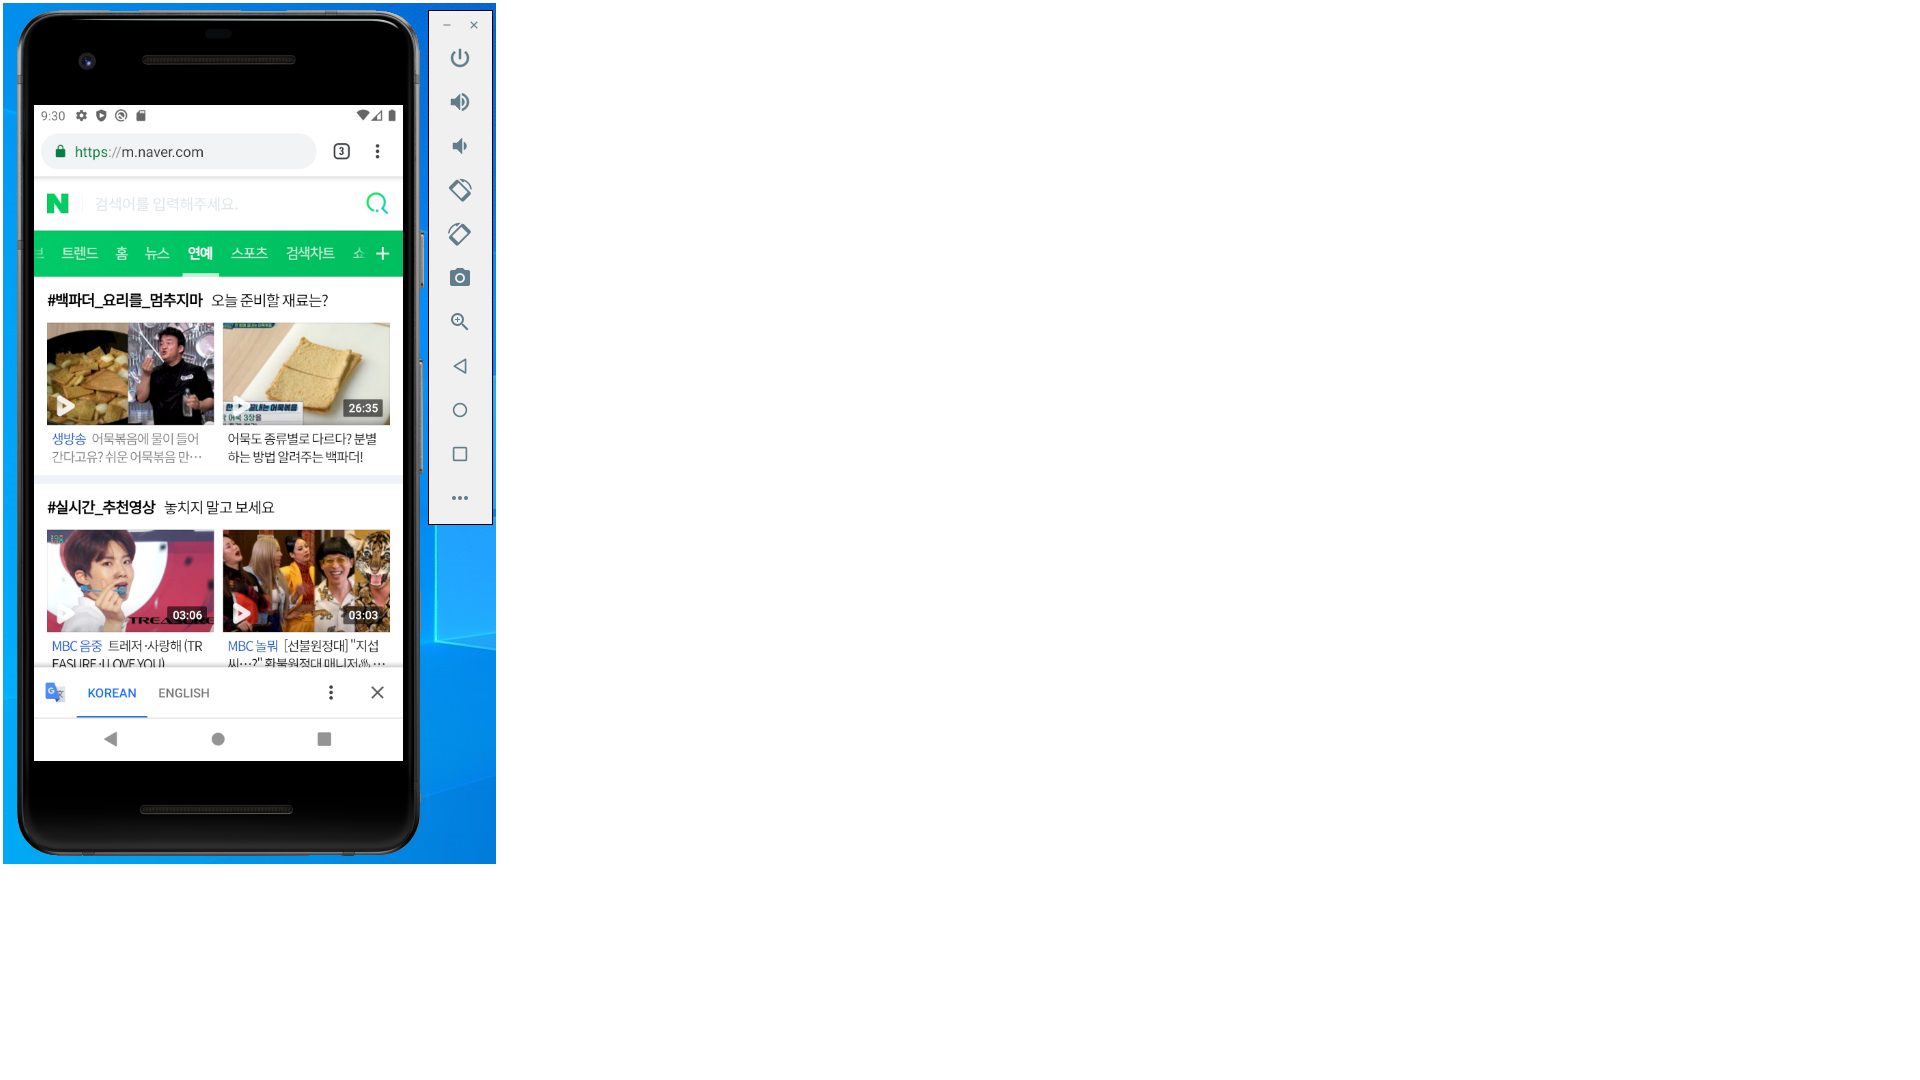 9:30
https://m.naver.com
3
N
검색어를 입력해주세요.
트렌드 홈 뉴스 연예 스포츠 검색차트 쇼
#백파더_요리를_멈추지마 오늘 준비할 재료는?
26:35
생방송 어묵볶음에 물이 들어
간다고유? 쉬운 어묵볶음 만…
어묵도 종류별로 다르다? 분별
하는 방법 알려주는 백파더!
#실시간_추천영상 놓치지 말고 보세요
03:06
03:03
MBC 음중 트레저·사랑해 (TR
EASURE·I LOVE YOU)
MBC 놀뭐 [선불원정대] "지섭
씨…?" 환불원정대 매니저…
KOREAN ENGLISH